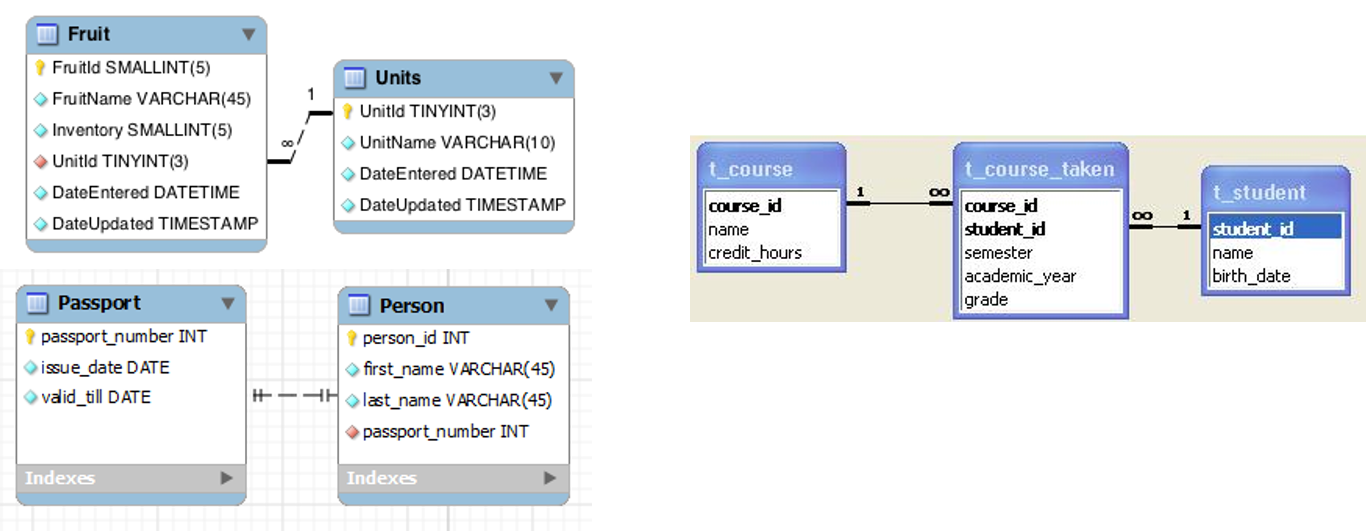 Fruit
FruitId SMALLINT(5)
FruitName VARCHAR(45)
Inventory SMALLINT(5)
UnitId TINYINT(3)
DateEntered DATETIME
DateUpdated TIMESTAMP
∞
1
Units
UnitId TINYINT(3)
UnitName VARCHAR(10)
DateEntered DATETIME
DateUpdated TIMESTAMP
Passport
passport_number INT
issue_date DATE
valid_till DATE
Indexes
Person
person_id INT
first_name VARCHAR(45)
last_name VARCHAR(45)
passport_number INT
Indexes
t_course
course_id
name
credit_hours
1
∞
t_course_taken
course_id
student_id
semester
academic_year
grade
∞
1
t_student
student_id
name
birth_date